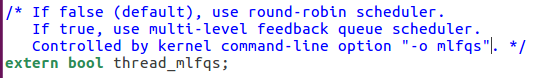 /* If false (default), use round-robin scheduler.
If true, use multi-level feedback queue scheduler.
Controlled by kernel command-line option "-o mlfqs". */
extern bool thread_mlfqs;